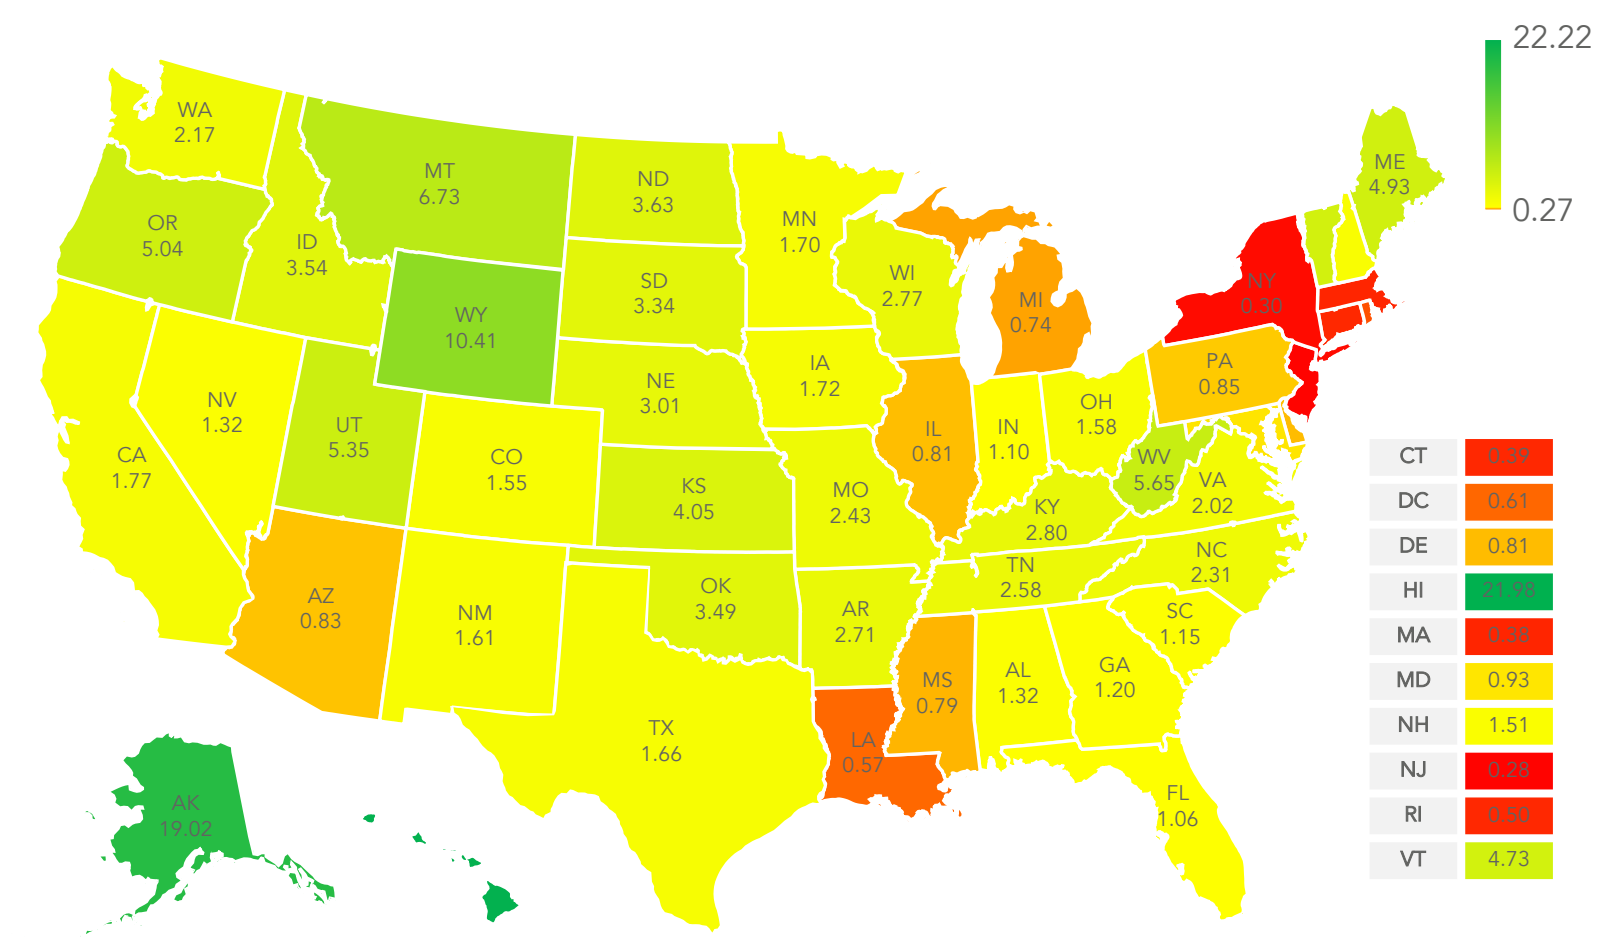 22.22
0.27
WA
2.17
MT
6.73
ND
3.63
ME
4.93
OR
5.04
ID
3.54
MN
1.70
SD
3.34
WI
2.77
MI
0.74
NY
0.30
WY
10.41
IA
1.72
PA
0.85
NE
3.01
NV
1.32
UT
5.35
OH
1.58
IN
1.10
IL
0.81
CA
1.77
CO
1.55
WV
5.65
VA
2.02
KS
4.05
MO
2.43
KY
2.80
NC
2.31
TN
2.58
AZ
0.83
NM
1.61
OK
3.49
AR
2.71
SC
1.15
MS
0.79
AL
1.32
GA
1.20
TX
1.66
LA
0.57
FL
1.06
AK
19.02
CT 0.39
DC 0.61
DE 0.81
HI 21.98
MA 0.38
MD 0.93
NH 1.51
NJ 0.28
RI 0.50
VT 4.73